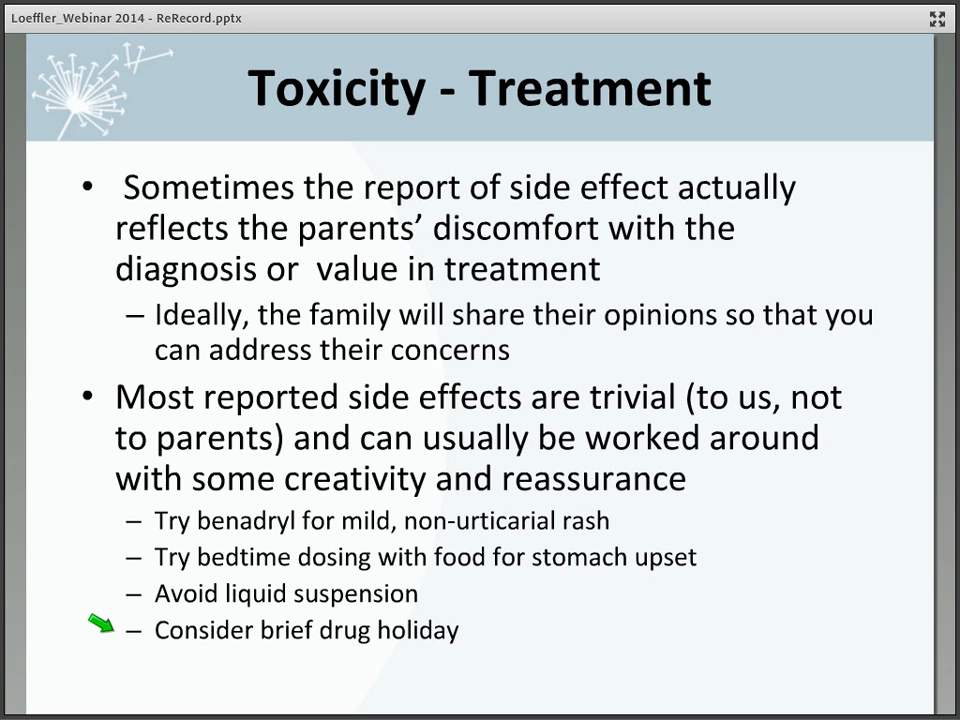 Loeffler_Webinar 2014 - ReRecord.pptx
Toxicity - Treatment
• Sometimes the report of side effect actually
reflects the parents’ discomfort with the
diagnosis or value in treatment
– Ideally, the family will share their opinions so that you
can address their concerns
• Most reported side effects are trivial (to us, not
to parents) and can usually be worked around
with some creativity and reassurance
– Try benadryl for mild, non-urticarial rash
– Try bedtime dosing with food for stomach upset
– Avoid liquid suspension
– Consider brief drug holiday